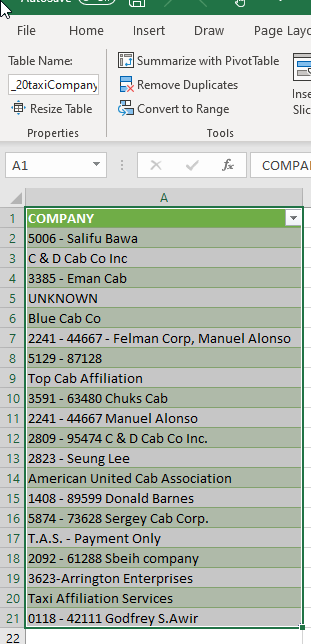 File Home Insert Draw Page Layo
Table Name: Summarize with PivotTable
_20taxiCompany Remove Duplicates Inse
Resize Table Convert to Range Slic
Properties Tools
A1 fx COMPA
A
1 COMPANY
2 5006 - Salifu Bawa
3 C & D Cab Co Inc
4 3385 - Eman Cab
5 UNKNOWN
6 Blue Cab Co
7 2241 - 44667 - Felman Corp, Manuel Alonso
8 5129 - 87128
9 Top Cab Affiliation
10 3591 - 63480 Chuks Cab
11 2241 - 44667 Manuel Alonso
12 2809 - 95474 C & D Cab Co Inc.
13 2823 - Seung Lee
14 American United Cab Association
15 1408 - 89599 Donald Barnes
16 5874 - 73628 Sergey Cab Corp.
17 T.A.S. - Payment Only
18 2092 - 61288 Sbeih company
19 3623-Arrington Enterprises
20 Taxi Affiliation Services
21 0118 - 42111 Godfrey S.Awir
22